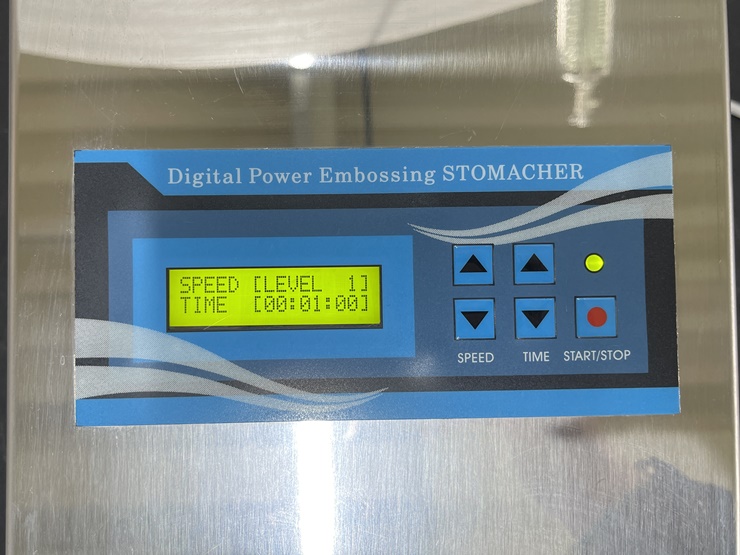 Digital Power Embossing STOMACHER
SPEED [LEVEL 1]
TIME [00:01:00]
SPEED TIME START/STOP